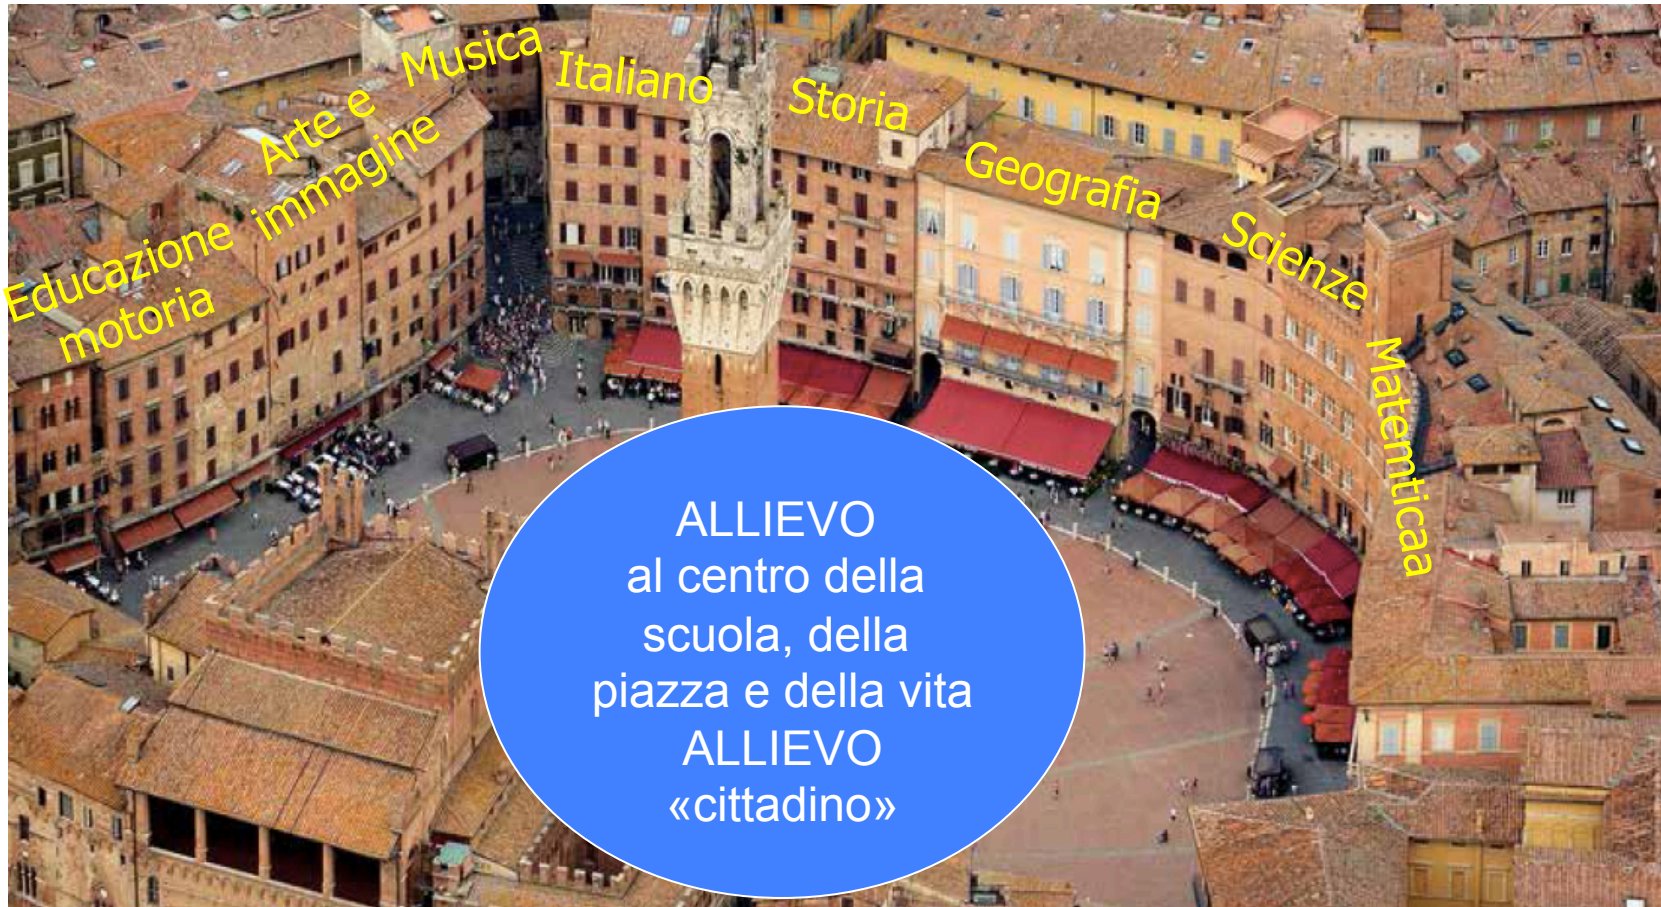 Educazione
motoria
Arte e
immagine
Musica
Italiano
Storia
Geografia
Scienze
Matemticaa
ALLIEVO
al centro della
scuola, della
piazza e della vita
ALLIEVO
«cittadino»